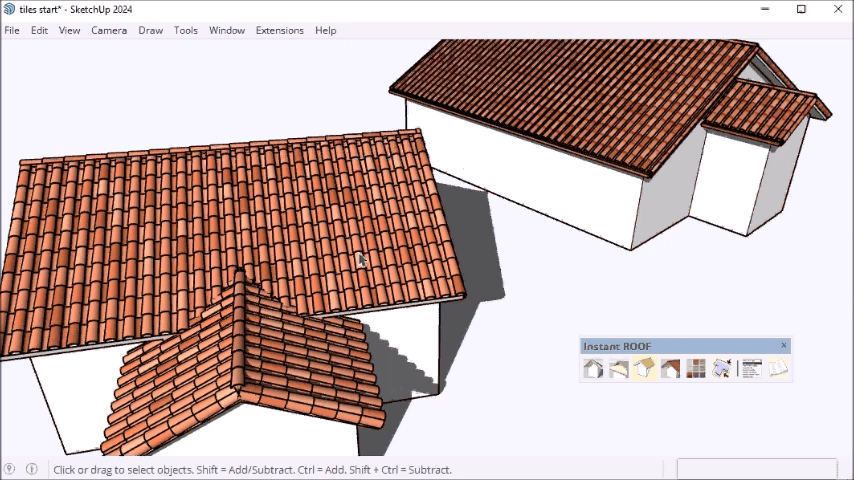 tiles start* - SketchUp 2024
File Edit View Camera Draw Tools Window Extensions Help
Instant ROOF
Click or drag to select objects. Shift = Add/Subtract. Ctrl = Add. Shift + Ctrl = Subtract.